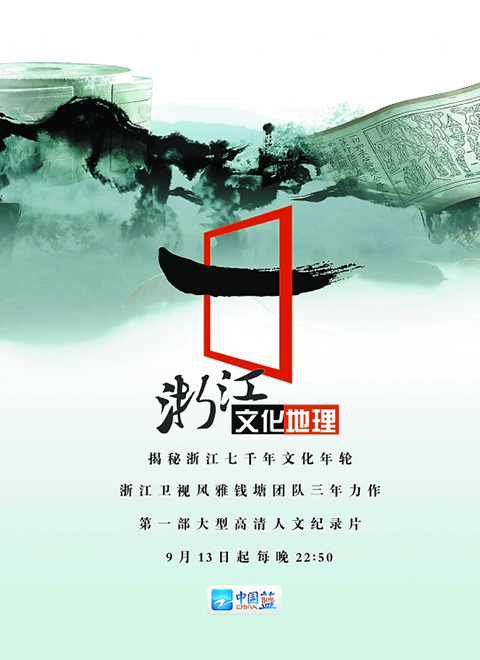 浙江
文化地理
揭秘浙江七千年文化年轮
浙江卫视风雅钱塘团队三年力作
第一部大型高清人文纪录片
9月13日起每晚22:50
中国蓝
CHINA BLUE